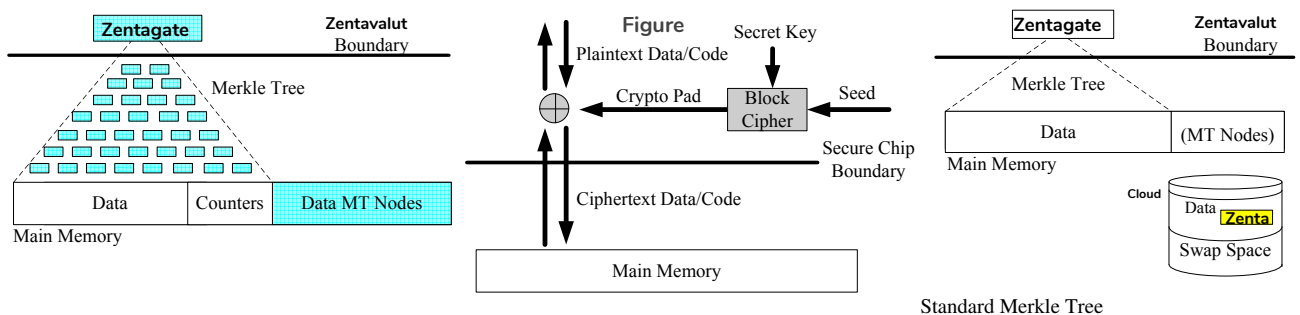 Zentagate
Zentavalut
Boundary
Merkle Tree
Data
Counters
Data MT Nodes
Main Memory
Figure
Secret Key
Plaintext Data/Code
Crypto Pad
Block
Cipher
Seed
Secure Chip
Boundary
Ciphertext Data/Code
Main Memory
Zentagate
Zentavalut
Boundary
Merkle Tree
Data
(MT Nodes)
Main Memory
Cloud
Data
Zenta
Swap Space
Standard Merkle Tree